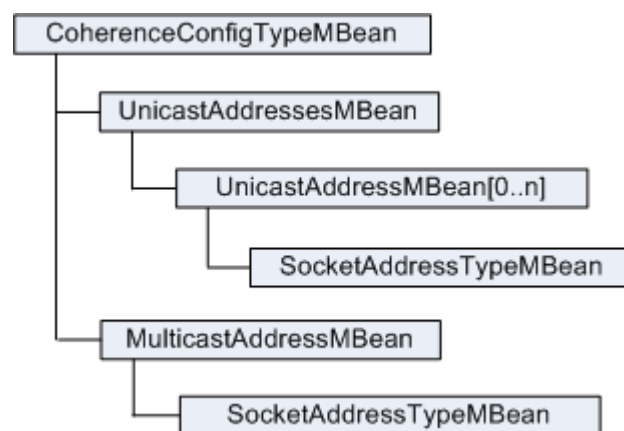 CoherenceConfigTypeMBean
UnicastAddressesMBean
UnicastAddressMBean[0..n]
SocketAddressTypeMBean
MulticastAddressMBean
SocketAddressTypeMBean